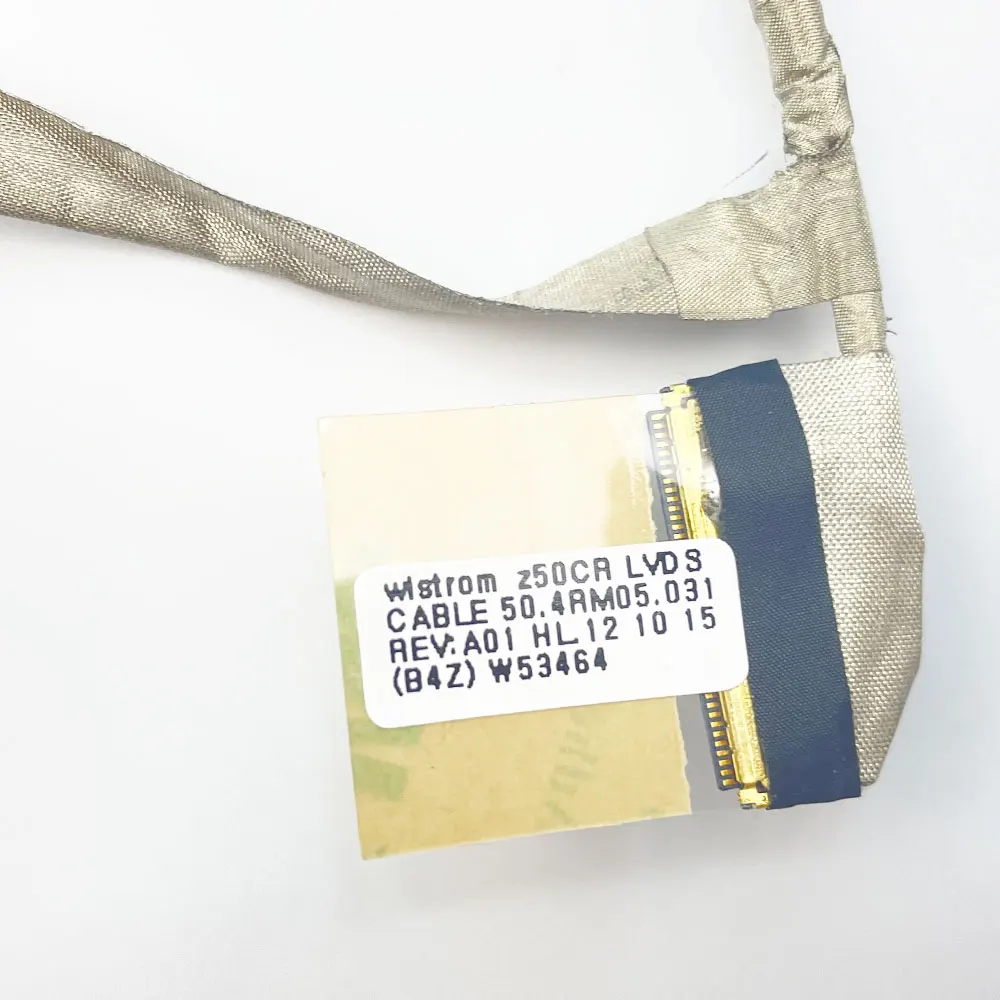 wistrom z50CR LVDS
CABLE 50.4RM05.031
REV:A01 HL 12 10 15
(B4Z) W53464